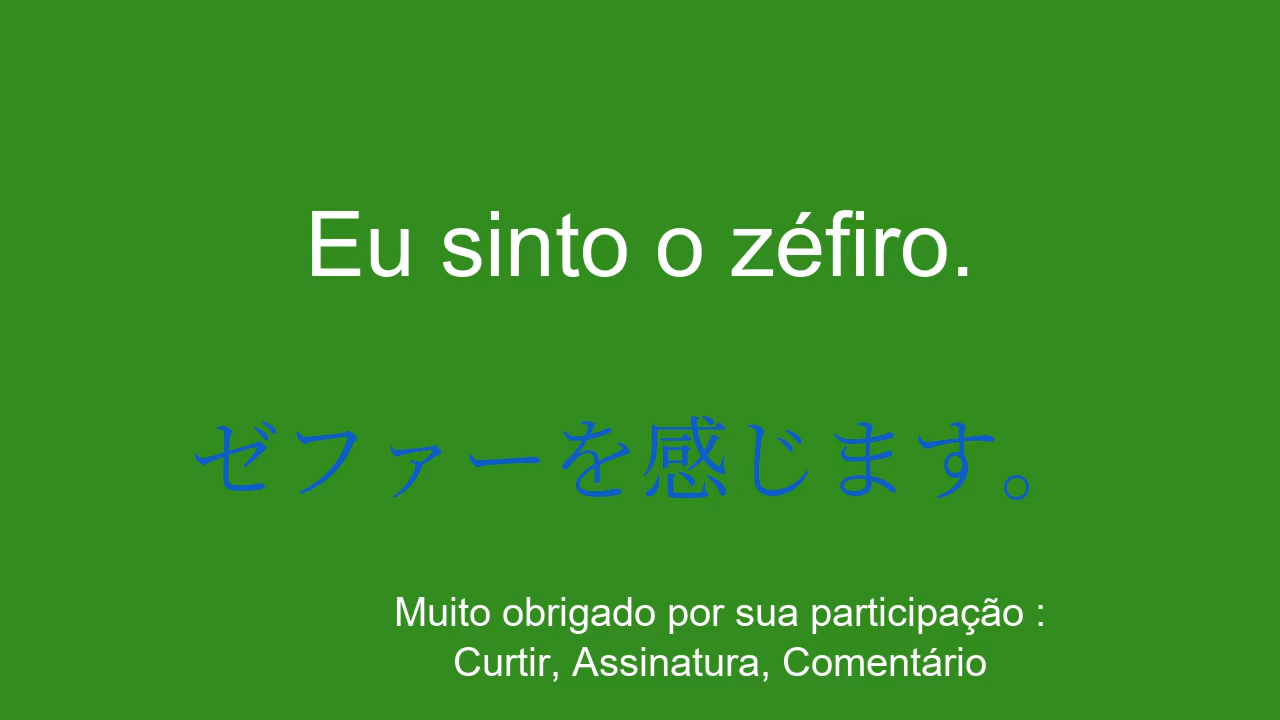 Eu sinto o zéfiro.
ゼファーを感じます。
Muito obrigado por sua participação :
Curtir, Assinatura, Comentário